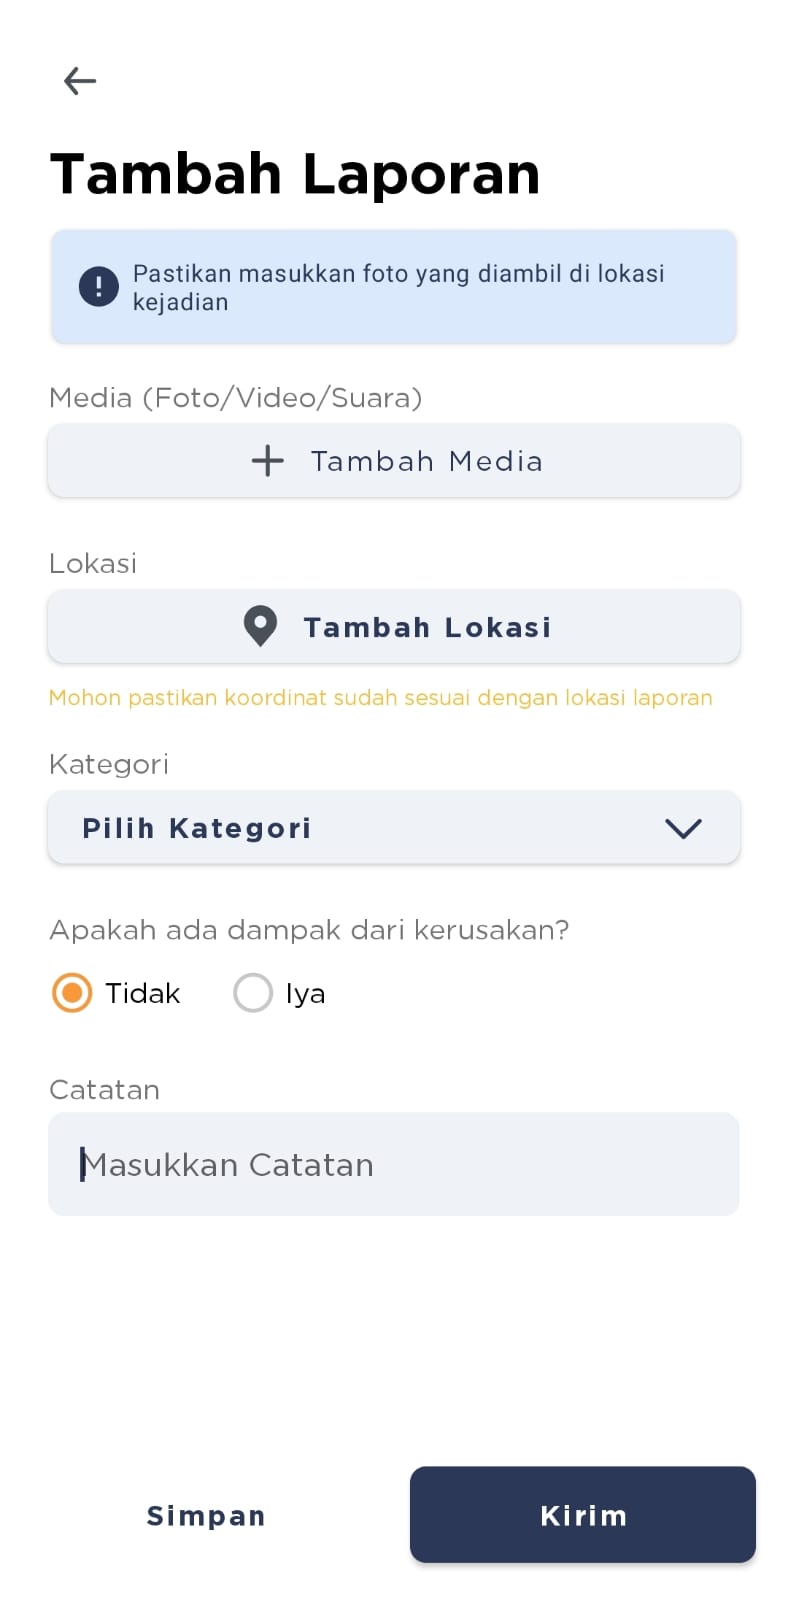 Tambah Laporan
Pastikan masukkan foto yang diambil di lokasi
kejadian
Media (Foto/Video/Suara)
Tambah Media
Lokasi
Tambah Lokasi
Mohon pastikan koordinat sudah sesuai dengan lokasi laporan
Kategori
Pilih Kategori
Apakah ada dampak dari kerusakan?
Tidak Iya
Catatan
Masukkan Catatan
Simpan Kirim